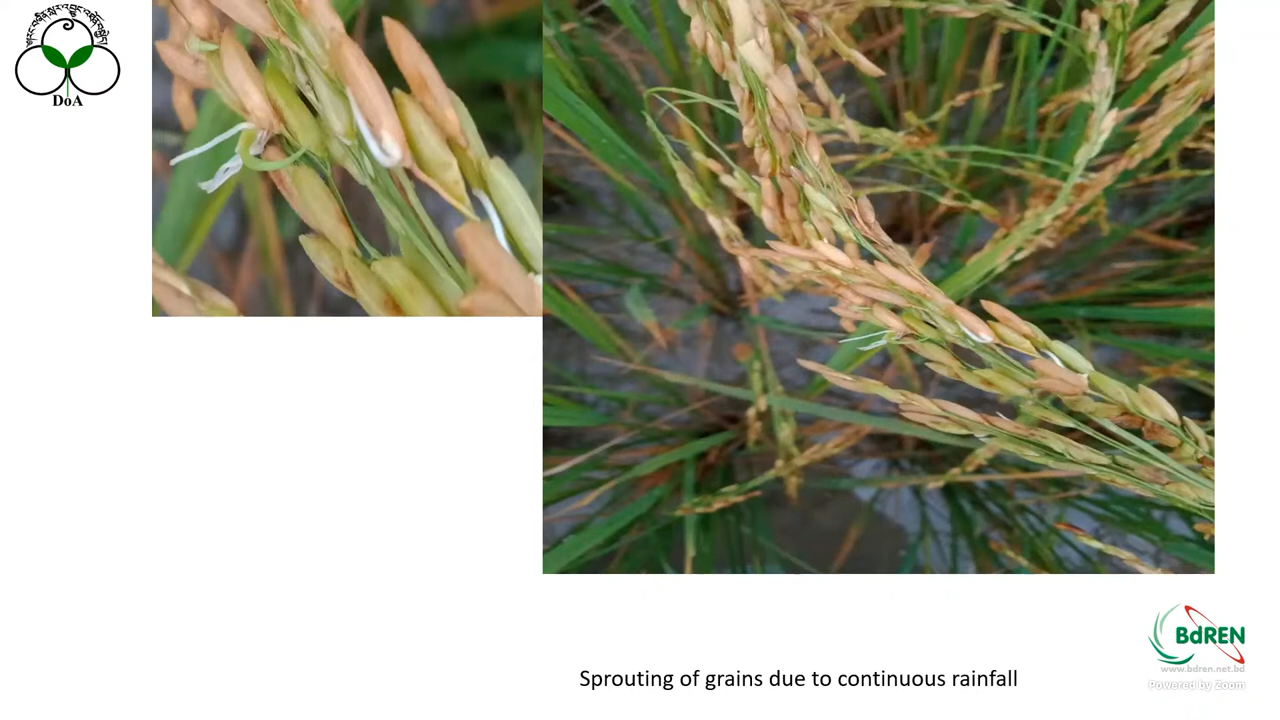 DoA
Sprouting of grains due to continuous rainfall
BdREN
www.bdren.net.bd
Powered by Zoom